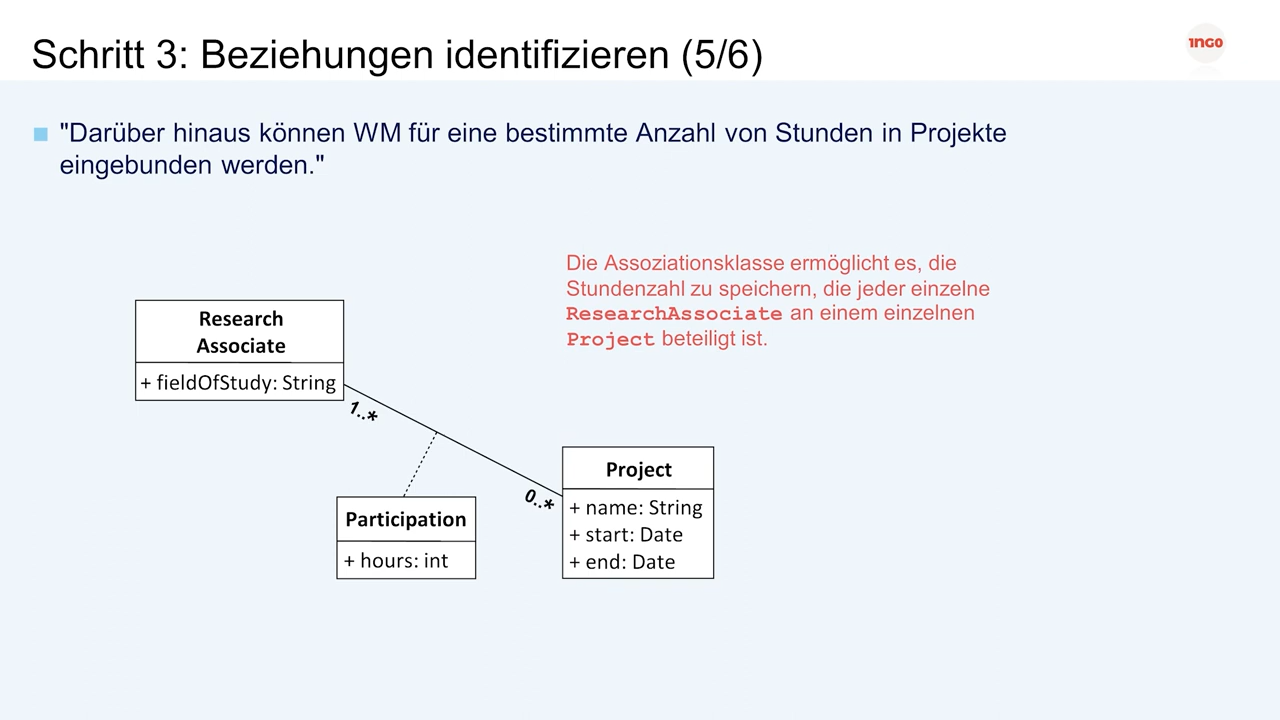 Schritt 3: Beziehungen identifizieren (5/6)
1NGO
"Darüber hinaus können WM für eine bestimmte Anzahl von Stunden in Projekte
eingebunden werden."
Die Assoziationsklasse ermöglicht es, die
Stundenzahl zu speichern, die jeder einzelne
ResearchAssociate an einem einzelnen
Project beteiligt ist.
Research
Associate
+ fieldOfStudy: String
1..*
0..*
Project
+ name: String
+ start: Date
+ end: Date
Participation
+ hours: int